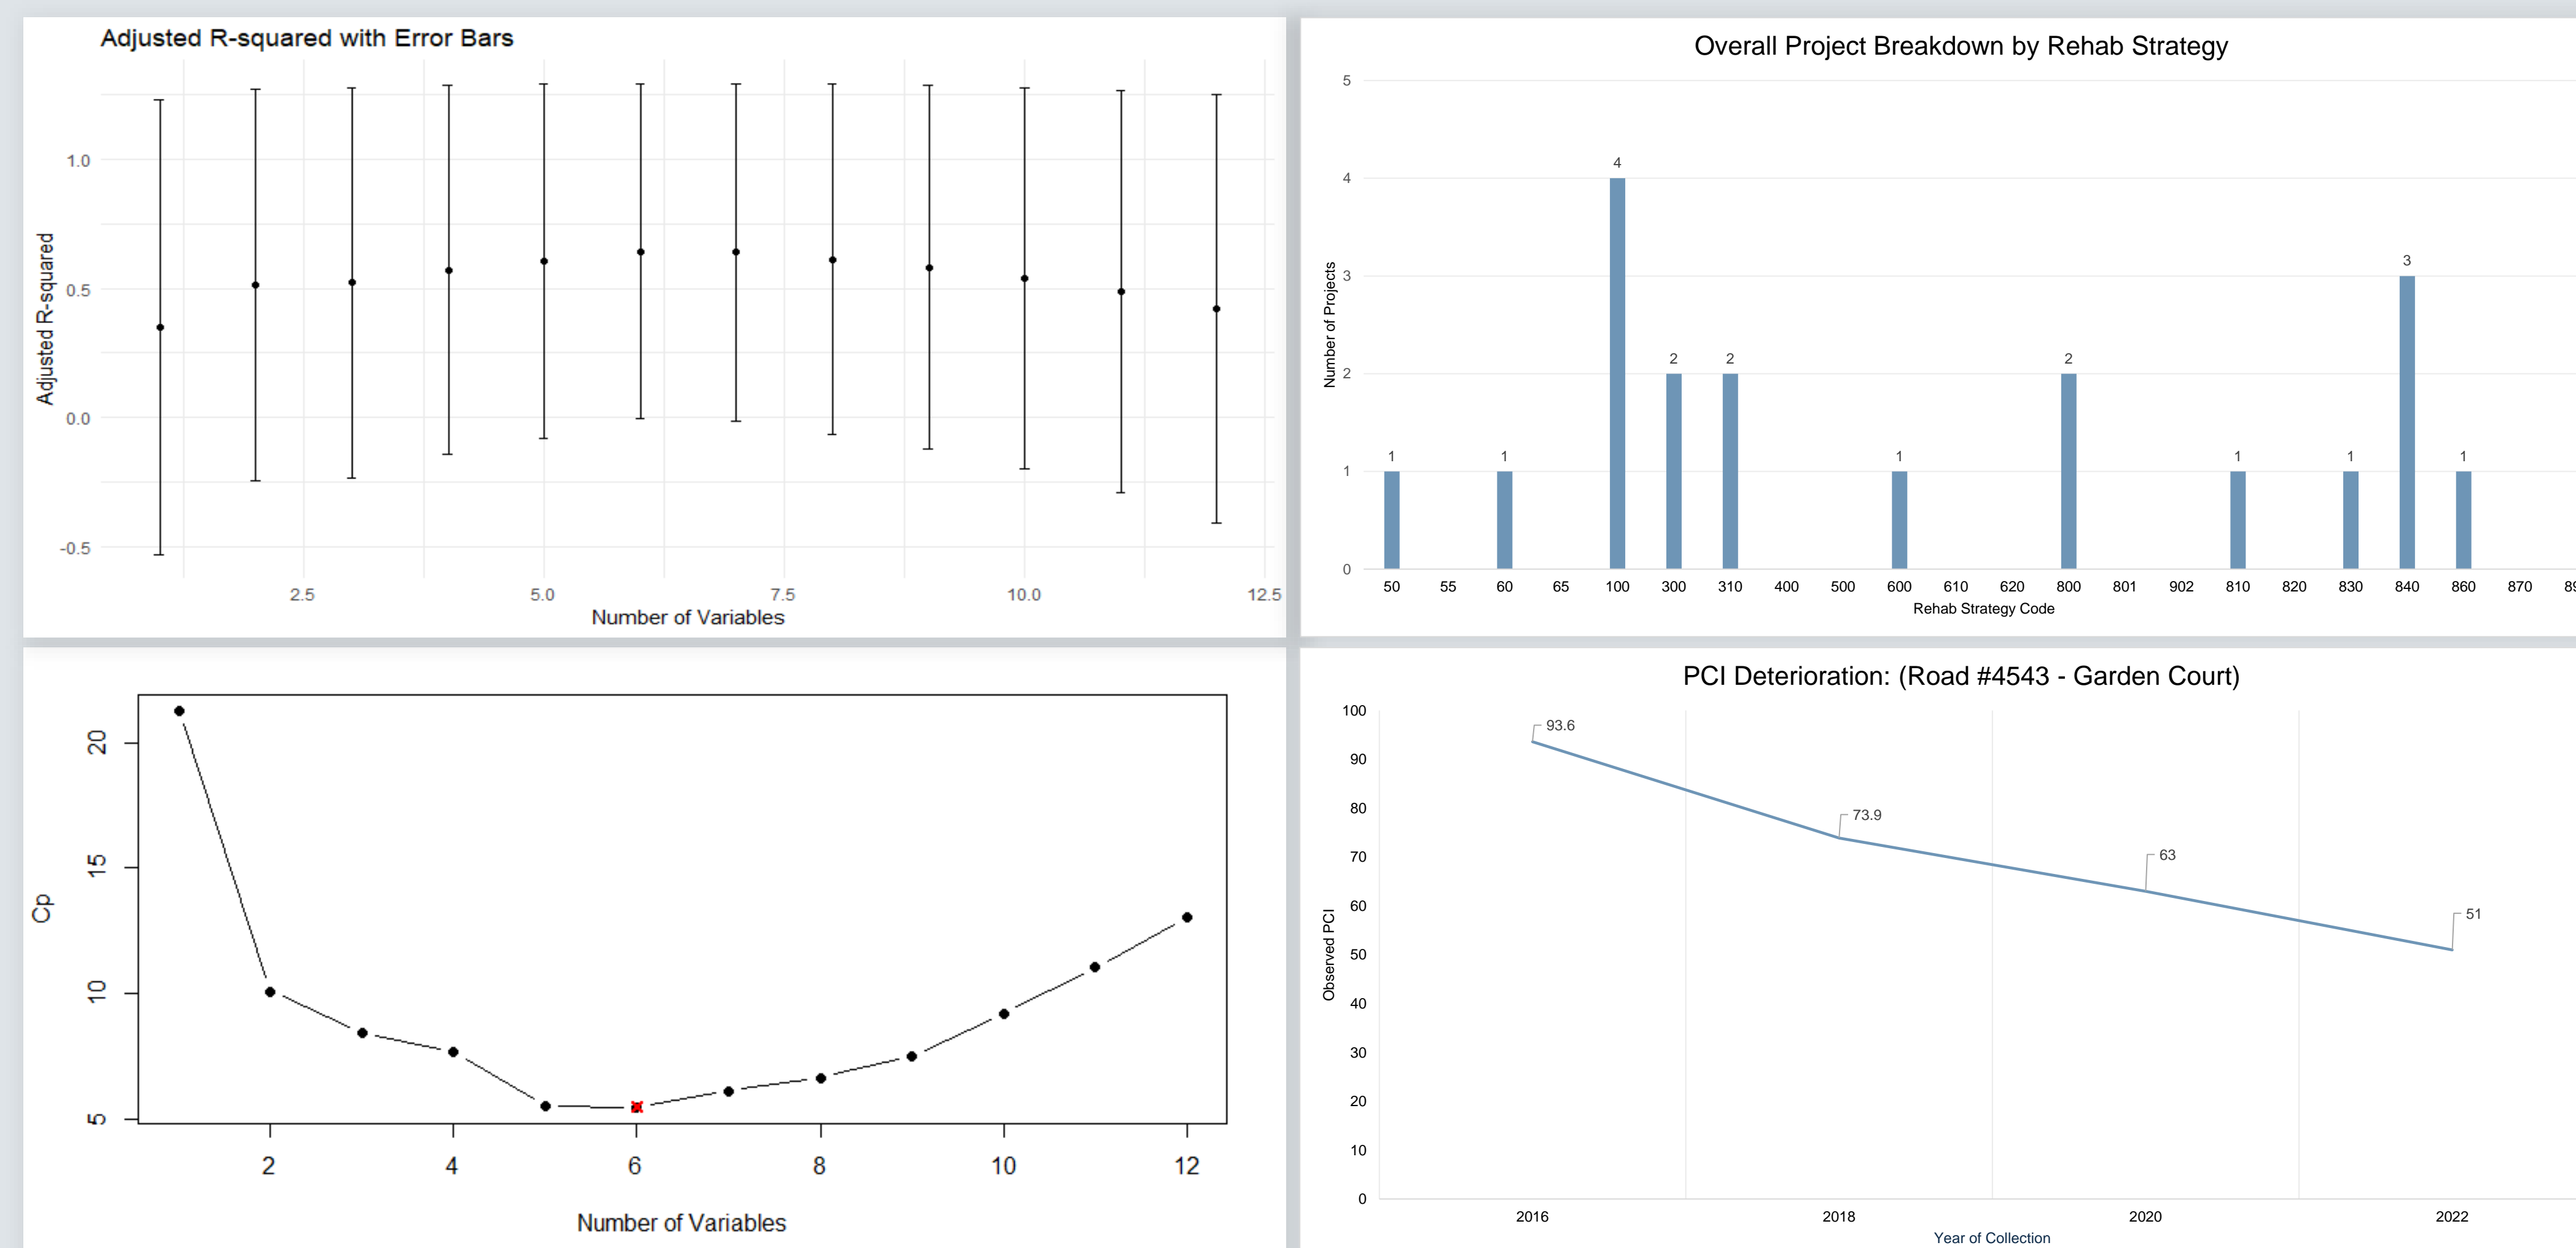 Adjusted R-squared with Error Bars
Adjusted R-squared
1.0
0.5
0.0
-0.5
2.5 5.0 7.5 10.0 12.5
Number of Variables
Overall Project Breakdown by Rehab Strategy
Number of Projects
5
4
3
2
1
0
1 1 4 2 2 1 2 1 1 3 1
50 55 60 65 100 300 310 400 500 600 610 620 800 801 902 810 820 830 840 860 870
Rehab Strategy Code
Cp
20
15
10
5
2 4 6 8 10 12
Number of Variables
PCI Deterioration: (Road #4543 - Garden Court)
Observed PCI
100
90
80
70
60
50
40
30
20
10
0
93.6
73.9
63
51
2016 2018 2020 2022
Year of Collection